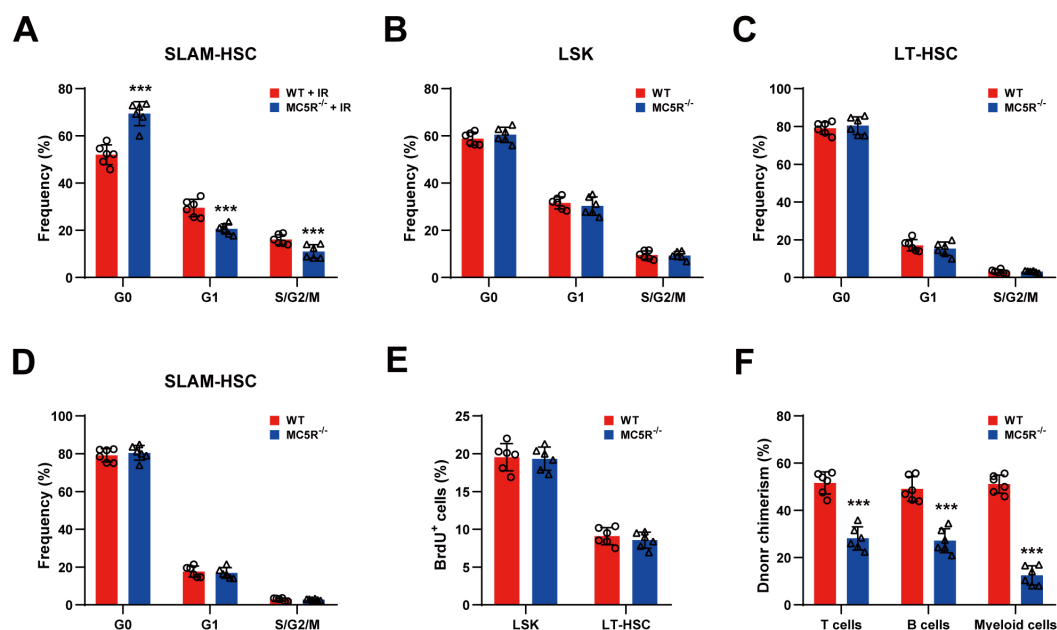 A
SLAM-HSC
WT + IR
MC5R⁻/⁻ + IR
Frequency (%)
80
60
40
20
0
***
***
***
G0
G1
S/G2/M
B
LSK
WT
MC5R⁻/⁻
Frequency (%)
80
60
40
20
0
G0
G1
S/G2/M
C
LT-HSC
WT
MC5R⁻/⁻
Frequency (%)
100
80
60
40
20
0
G0
G1
S/G2/M
D
SLAM-HSC
WT
MC5R⁻/⁻
Frequency (%)
100
80
60
40
20
0
G0
G1
S/G2/M
E
WT
MC5R⁻/⁻
BrdU⁺ cells (%)
25
20
15
10
5
0
LSK
LT-HSC
F
WT
MC5R⁻/⁻
Dnonr chimerism (%)
80
60
40
20
0
***
***
***
T cells
B cells
Myeloid cells